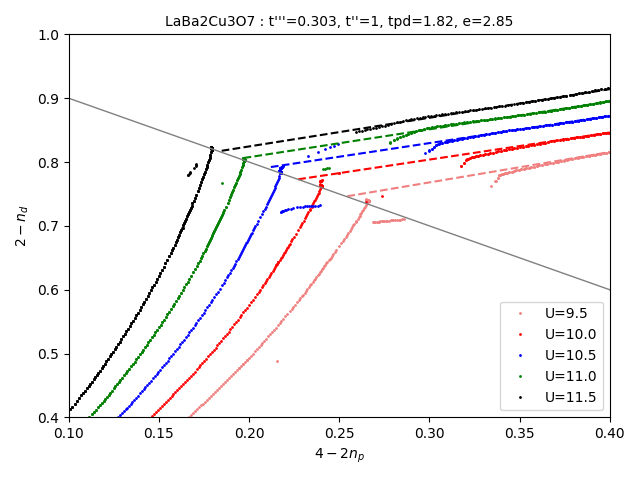 LaBa2Cu3O7 : t'''=0.303, t''=1, tpd=1.82, e=2.85
1.0
0.9
0.8
0.7
0.6
0.5
0.4
2 − n_d
0.10
0.15
0.20
0.25
0.30
0.35
0.40
4 − 2n_p
U=9.5
U=10.0
U=10.5
U=11.0
U=11.5